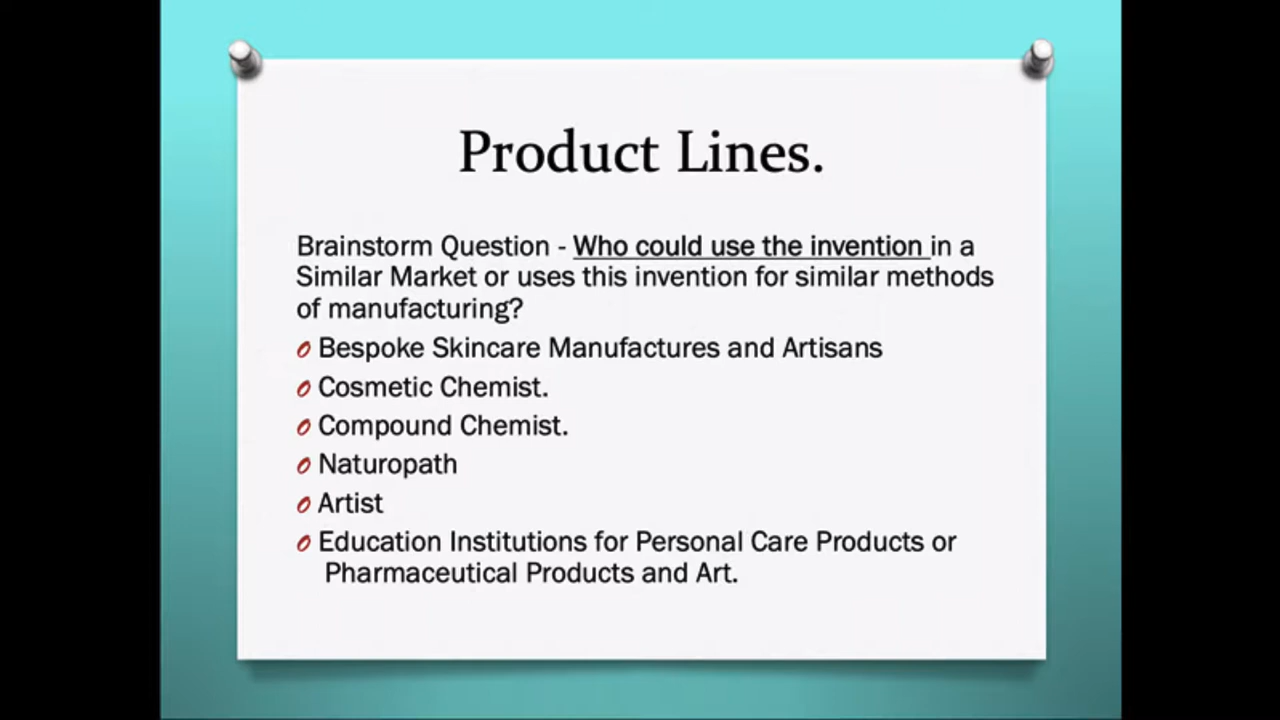 Product Lines.
Brainstorm Question - Who could use the invention in a
Similar Market or uses this invention for similar methods
of manufacturing?
Bespoke Skincare Manufactures and Artisans
Cosmetic Chemist.
Compound Chemist.
Naturopath
Artist
Education Institutions for Personal Care Products or
Pharmaceutical Products and Art.